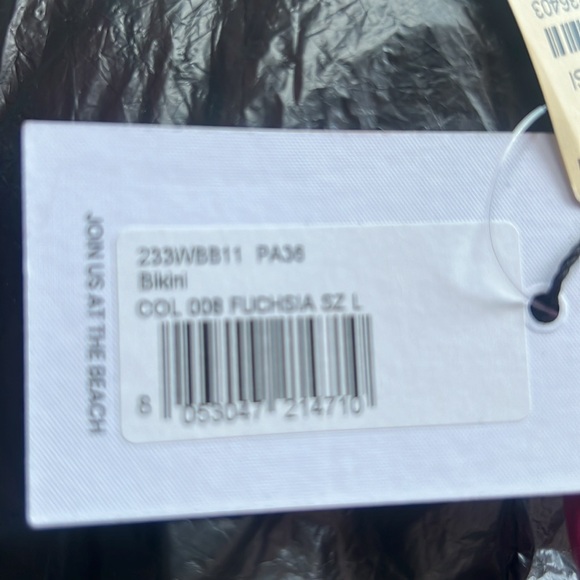 233WBB11 PA36
Bikini
COL 008 FUCHSIA SZ L
8 053047 214710
JOIN US AT THE BEACH